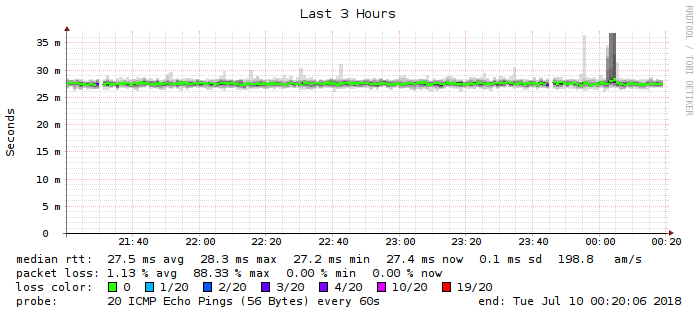 Last 3 Hours
RRDTOOL / TOBI OETIKER
Seconds
35 m
30 m
25 m
20 m
15 m
10 m
5 m
0
21:40 22:00 22:20 22:40 23:00 23:20 23:40 00:00 00:20
median rtt: 27.5 ms avg 28.3 ms max 27.2 ms min 27.4 ms now 0.1 ms sd 198.8 am/s
packet loss: 1.13 % avg 88.33 % max 0.00 % min 0.00 % now
loss color: 0 1/20 2/20 3/20 4/20 10/20 19/20
probe: 20 ICMP Echo Pings (56 Bytes) every 60s end: Tue Jul 10 00:20:06 2018